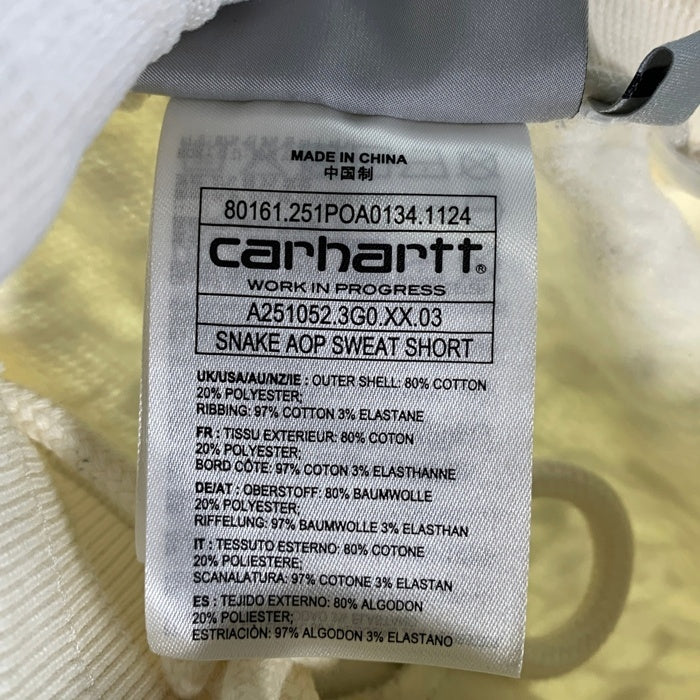 MADE IN CHINA
中国制
80161.251POA0134.1124
carhartt®
WORK IN PROGRESS
A251052.3G0.XX.03
SNAKE AOP SWEAT SHORT
UK/USA/AU/NZ/IE : OUTER SHELL: 80% COTTON
20% POLYESTER;
RIBBING: 97% COTTON 3% ELASTANE
FR : TISSU EXTERIEUR: 80% COTON
20% POLYESTER;
BORD CÔTE: 97% COTON 3% ELASTHANNE
DE/AT : OBERSTOFF: 80% BAUMWOLLE
20% POLYESTER;
RIFFELUNG: 97% BAUMWOLLE 3% ELASTHAN
IT : TESSUTO ESTERNO: 80% COTONE
20% POLIESTERE;
SCANALATURA: 97% COTONE 3% ELASTAN
ES : TEJIDO EXTERNO: 80% ALGODON
20% POLIESTER;
ESTRIACIÓN: 97% ALGODON 3% ELASTANO